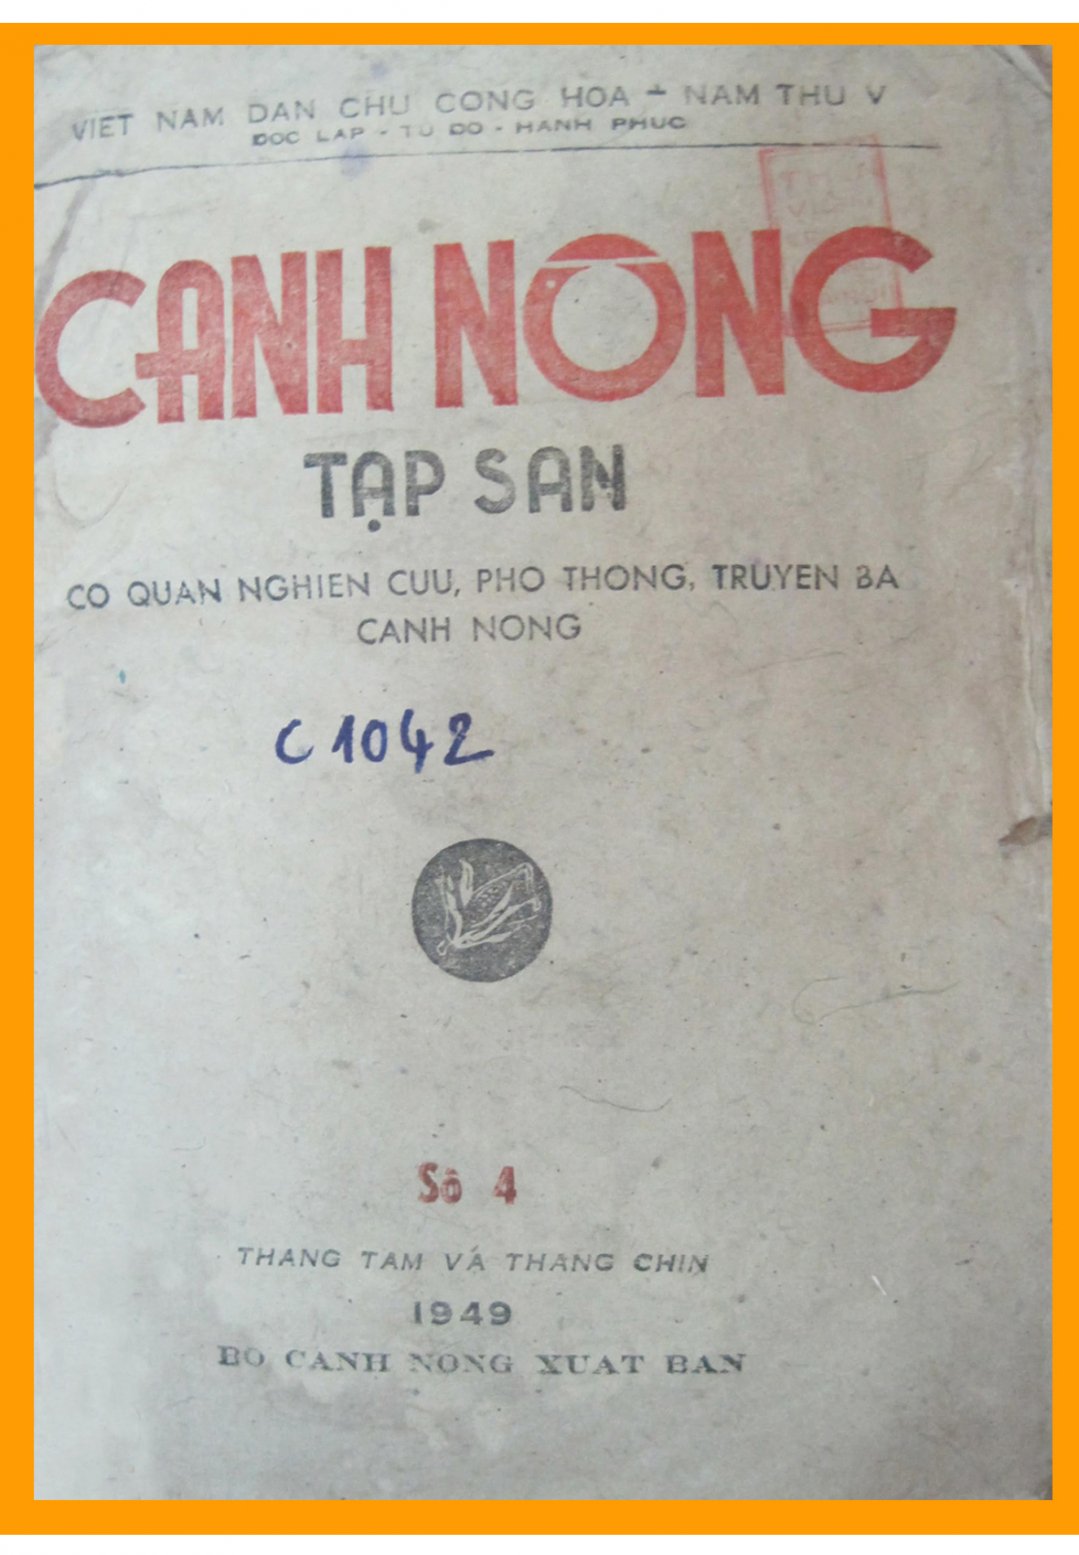 VIET NAM DAN CHU CONG HOA - NAM THU V
DOC LAP - TU DO - HANH PHUC
CANH NÔNG
TẠP SAN
CO QUAN NGHIEN CUU, PHO THONG, TRUYEN BA
CANH NONG
C 1042
Số 4
THANG TAM VÁ THANG CHIN
1949
BO CANH NONG XUAT BAN